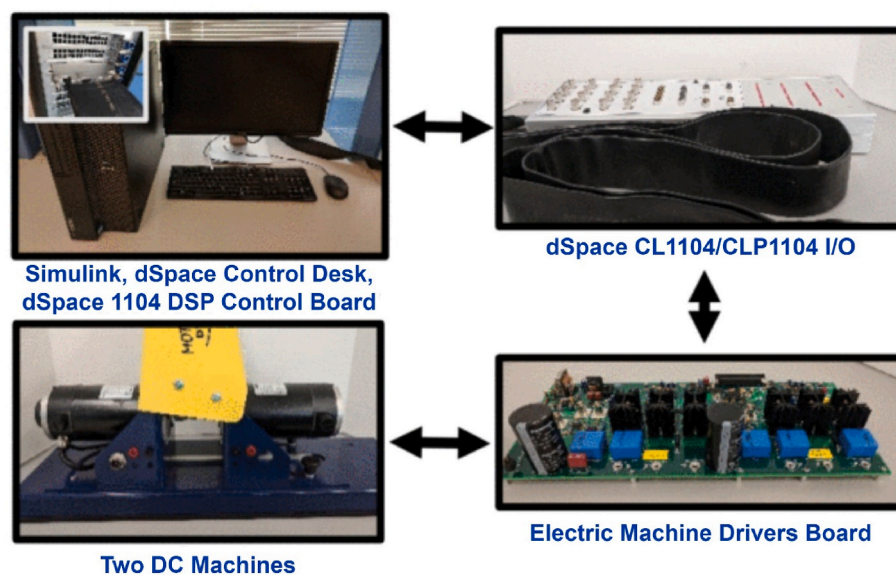 Simulink, dSpace Control Desk,
dSpace 1104 DSP Control Board
dSpace CL1104/CLP1104 I/O
MOT
Two DC Machines
Electric Machine Drivers Board